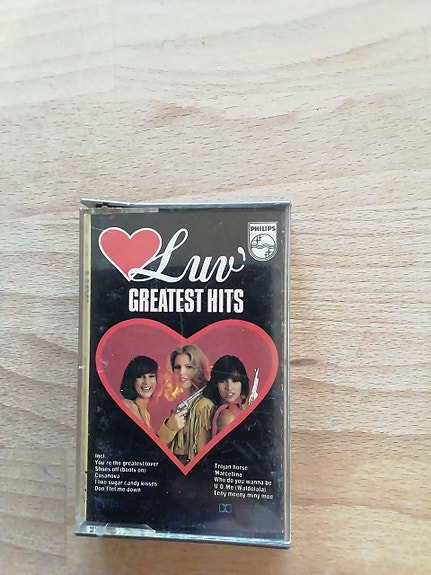 Luv'
PHILIPS
GREATEST HITS
incl.
You're the greatest lover
Shoes off (boots on)
Casanova
I like sugar candy kisses
Don't let me down
Trojan horse
Marcellino
Who do you wanna be
U.O.Me (Waldolala)
Eeny meeny miny moe